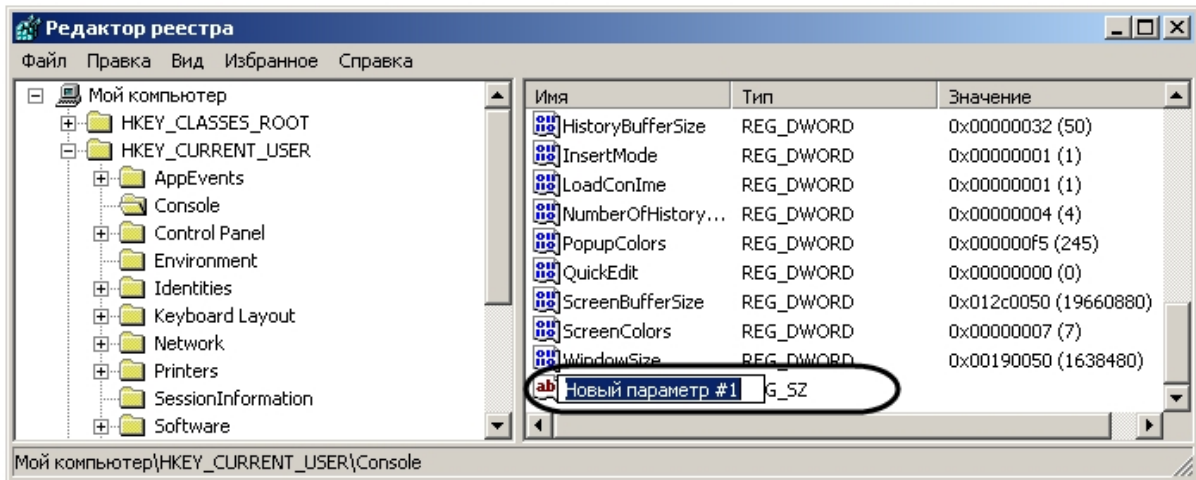 Редактор реестра
Файл Правка Вид Избранное Справка
Мой компьютер
HKEY_CLASSES_ROOT
HKEY_CURRENT_USER
AppEvents
Console
Control Panel
Environment
Identities
Keyboard Layout
Network
Printers
SessionInformation
Software
Имя Тип Значение
HistoryBufferSize REG_DWORD 0x00000032 (50)
InsertMode REG_DWORD 0x00000001 (1)
LoadConIme REG_DWORD 0x00000001 (1)
NumberOfHistory... REG_DWORD 0x00000004 (4)
PopupColors REG_DWORD 0x000000f5 (245)
QuickEdit REG_DWORD 0x00000000 (0)
ScreenBufferSize REG_DWORD 0x012c0050 (19660880)
ScreenColors REG_DWORD 0x00000007 (7)
WindowSize REG_DWORD 0x00190050 (1638480)
Новый параметр #1 G_SZ
Мой компьютер\HKEY_CURRENT_USER\Console